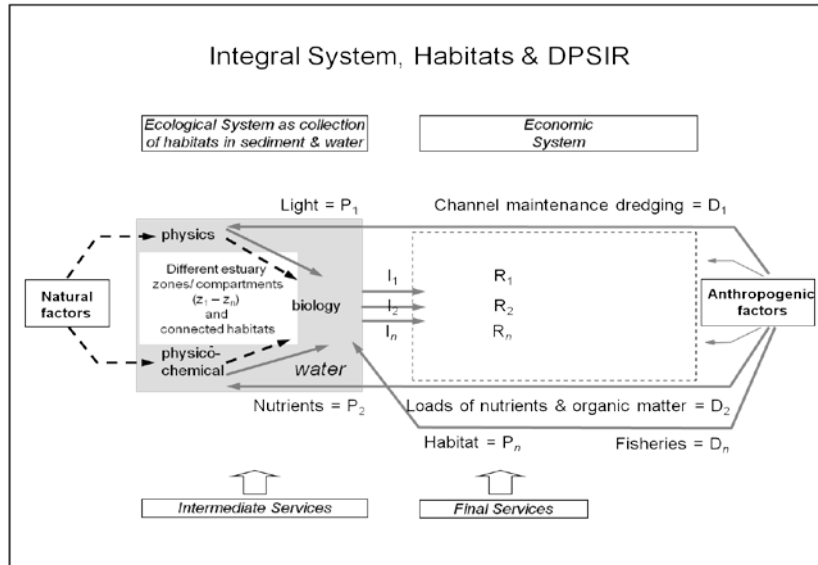 Integral System, Habitats & DPSIR
Ecological System as collection
of habitats in sediment & water
Economic
System
Light = P1
Channel maintenance dredging = D1
physics
Different estuary
zones/ compartments
(z1 – zn)
and
connected habitats
Natural
factors
biology
I1
I2
In
R1
R2
Rn
Anthropogenic
factors
physico-
chemical
water
Nutrients = P2
Loads of nutrients & organic matter = D2
Habitat = Pn
Fisheries = Dn
Intermediate Services
Final Services